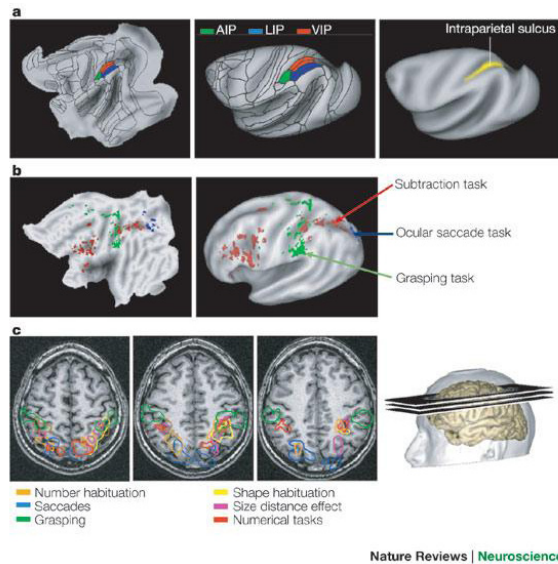 a
Intraparietal sulcus
AIP LIP VIP
b
Subtraction task
Ocular saccade task
Grasping task
c
Number habituation
Saccades
Grasping
Shape habituation
Size distance effect
Numerical tasks
Nature Reviews | Neuroscience